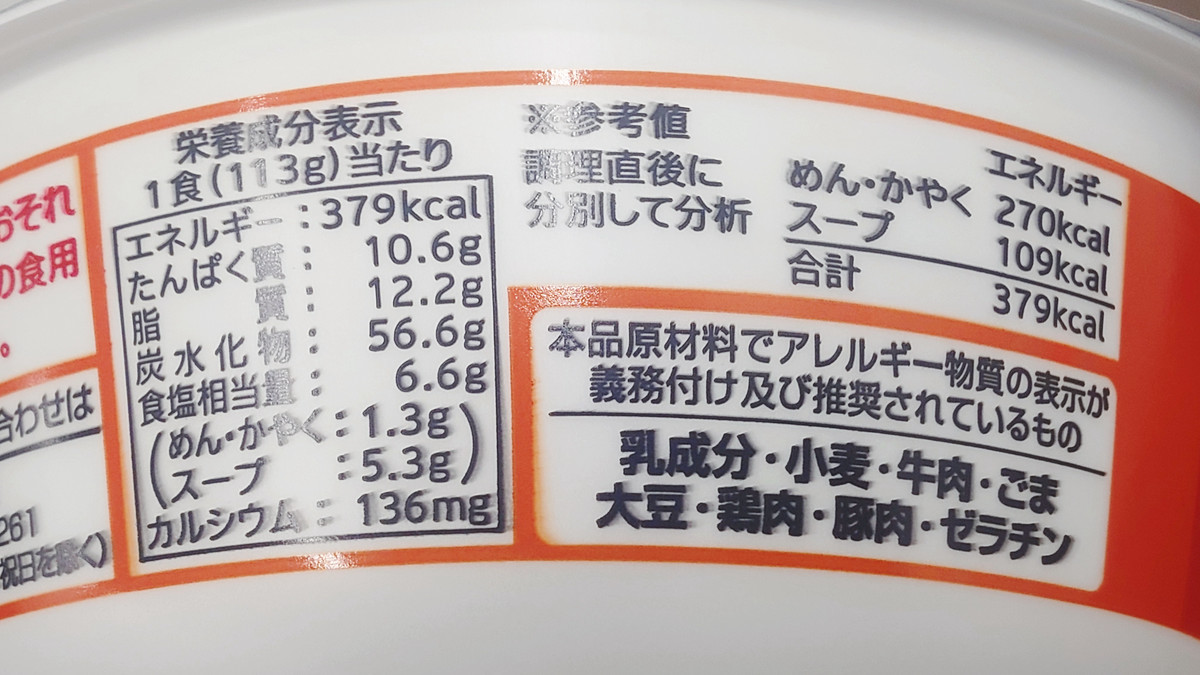 おそれ
の食用
。
合わせは
261
祝日を除く)
栄養成分表示
1食(113g)当たり
エネルギー:379kcal
たんぱく質:10.6g
脂質:12.2g
炭水化物:56.6g
食塩相当量:6.6g
(めん・かやく:1.3g)
(スープ:5.3g)
カルシウム:136mg
※参考値
調理直後に
分別して分析
エネルギー
めん・かやく 270kcal
スープ 109kcal
合計 379kcal
本品原材料でアレルギー物質の表示が
義務付け及び推奨されているもの
乳成分・小麦・牛肉・ごま
大豆・鶏肉・豚肉・ゼラチン